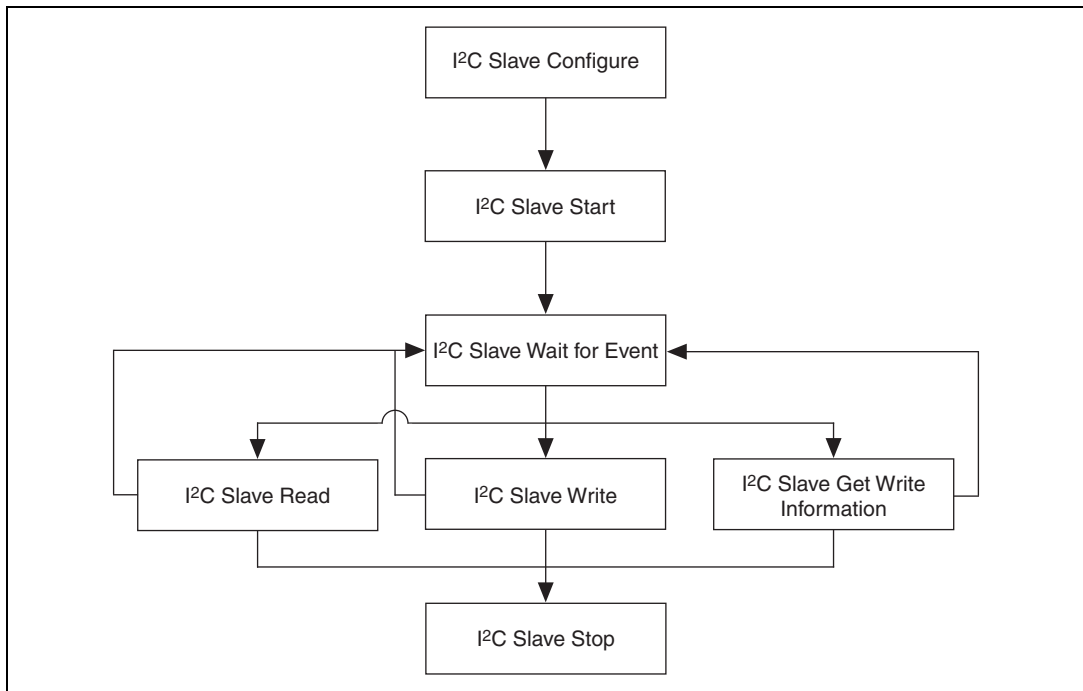 I²C Slave Configure
I²C Slave Start
I²C Slave Wait for Event
I²C Slave Read
I²C Slave Write
I²C Slave Get Write
Information
I²C Slave Stop